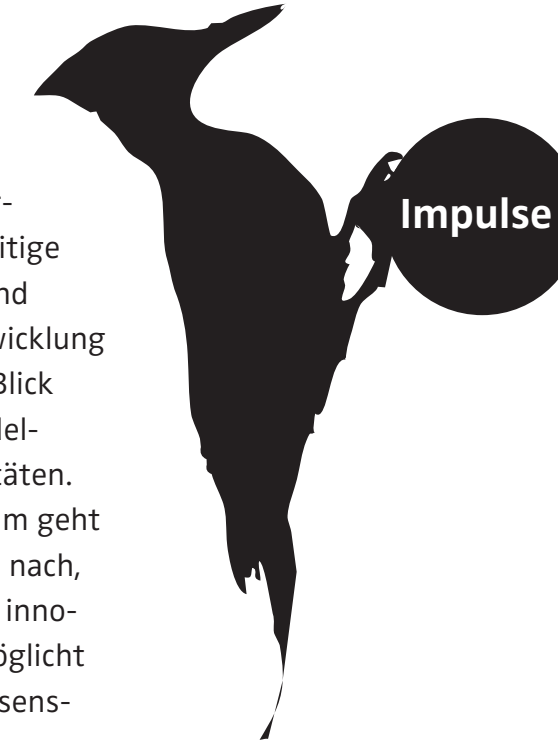 itige
nd
wicklung
Blick
del-
täten.
m geht
nach,
inno-
öglicht
sens-
Impulse